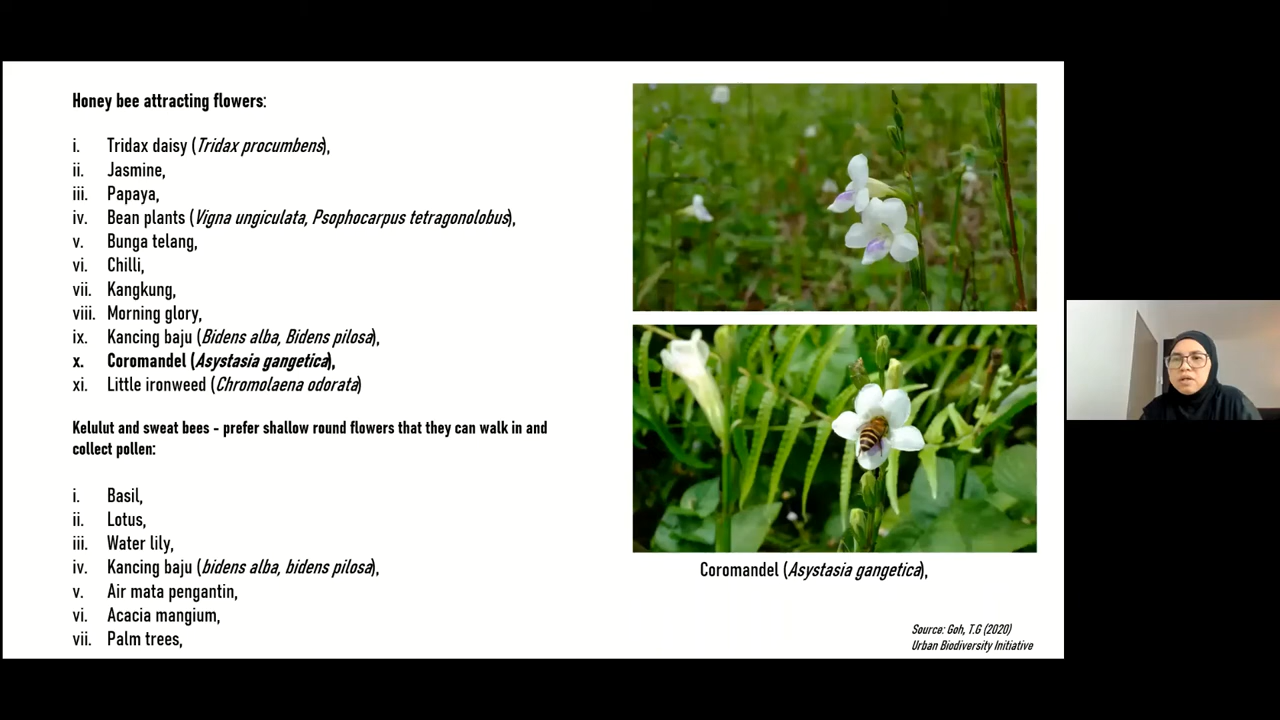 Honey bee attracting flowers:
i. Tridax daisy (Tridax procumbens),
ii. Jasmine,
iii. Papaya,
iv. Bean plants (Vigna ungiculata, Psophocarpus tetragonolobus),
v. Bunga telang,
vi. Chilli,
vii. Kangkung,
viii. Morning glory,
ix. Kancing baju (Bidens alba, Bidens pilosa),
x. Coromandel (Asystasia gangetica),
xi. Little ironweed (Chromolaena odorata)
Kelulut and sweat bees - prefer shallow round flowers that they can walk in and
collect pollen:
i. Basil,
ii. Lotus,
iii. Water lily,
iv. Kancing baju (bidens alba, bidens pilosa),
v. Air mata pengantin,
vi. Acacia mangium,
vii. Palm trees,
Coromandel (Asystasia gangetica),
Source: Goh, T.G (2020)
Urban Biodiversity Initiative